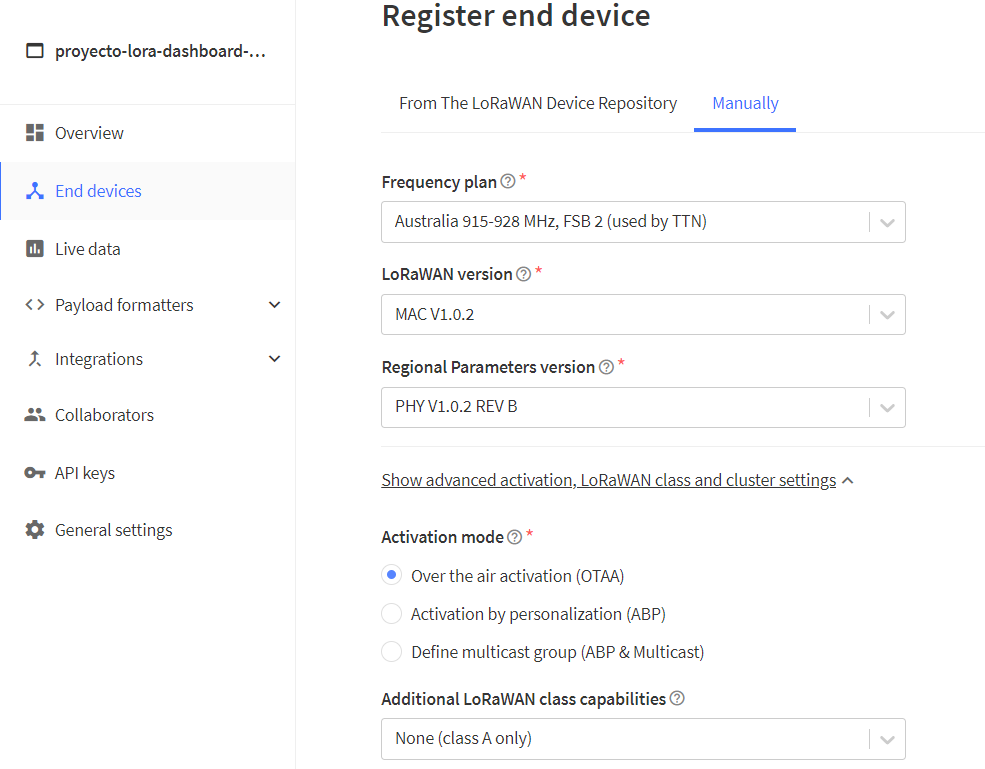 Register end device
proyecto-lora-dashboard-...
From The LoRaWAN Device Repository
Manually
Overview
End devices
Live data
Payload formatters
Integrations
Collaborators
API keys
General settings
Frequency plan ? *
Australia 915-928 MHz, FSB 2 (used by TTN)
LoRaWAN version ? *
MAC V1.0.2
Regional Parameters version ? *
PHY V1.0.2 REV B
Show advanced activation, LoRaWAN class and cluster settings
Activation mode ? *
Over the air activation (OTAA)
Activation by personalization (ABP)
Define multicast group (ABP & Multicast)
Additional LoRaWAN class capabilities ?
None (class A only)